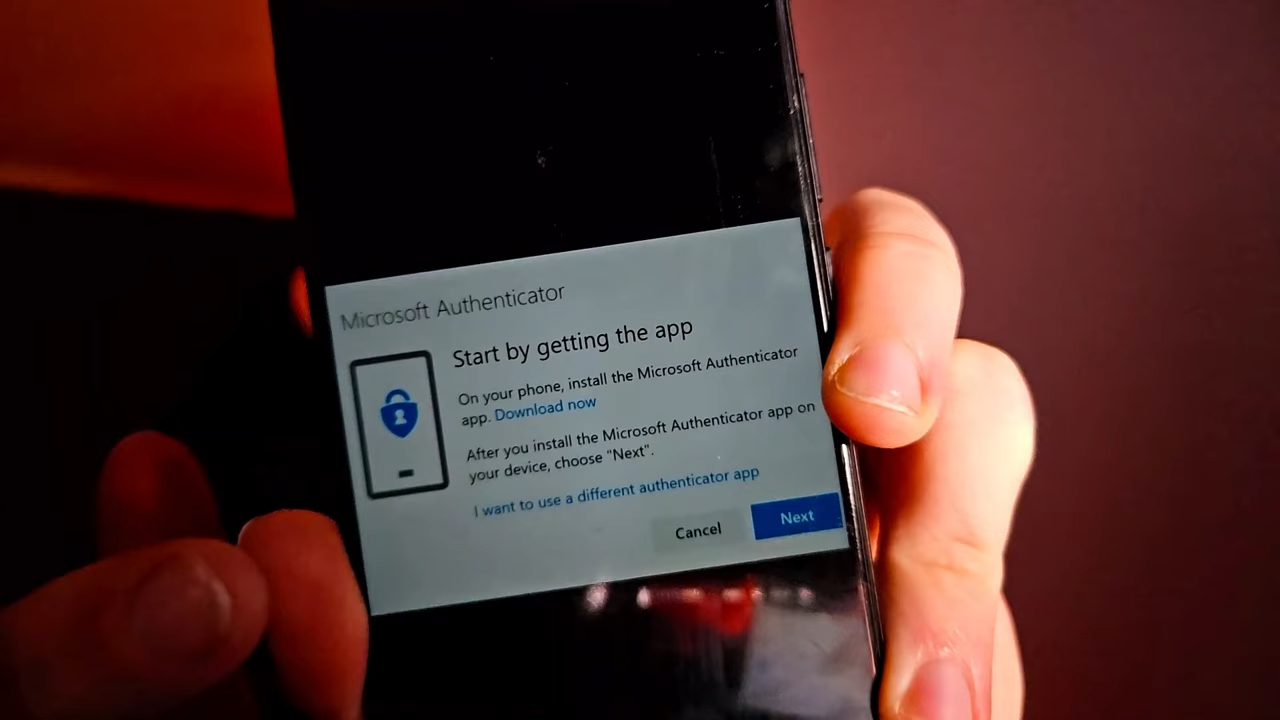 Microsoft Authenticator
Start by getting the app
On your phone, install the Microsoft Authenticator
app. Download now
After you install the Microsoft Authenticator app on
your device, choose "Next".
I want to use a different authenticator app
Cancel
Next